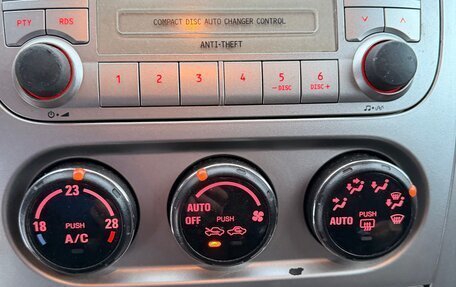 PTY RDS
COMPACT DISC AUTO CHANGER CONTROL
ANTI-THEFT
1 2 3 4 5 6
-DISC DISC+
23
18 PUSH 28
A/C
AUTO
OFF PUSH
AUTO PUSH